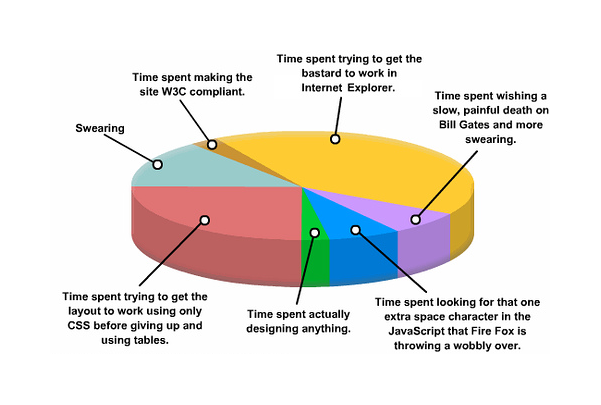 Time spent trying to get the
bastard to work in
Internet Explorer.
Time spent making the
site W3C compliant.
Time spent wishing a
slow, painful death on
Bill Gates and more
swearing.
Swearing
Time spent trying to get the
layout to work using only
CSS before giving up and
using tables.
Time spent actually
designing anything.
Time spent looking for that one
extra space character in the
JavaScript that Fire Fox is
throwing a wobbly over.